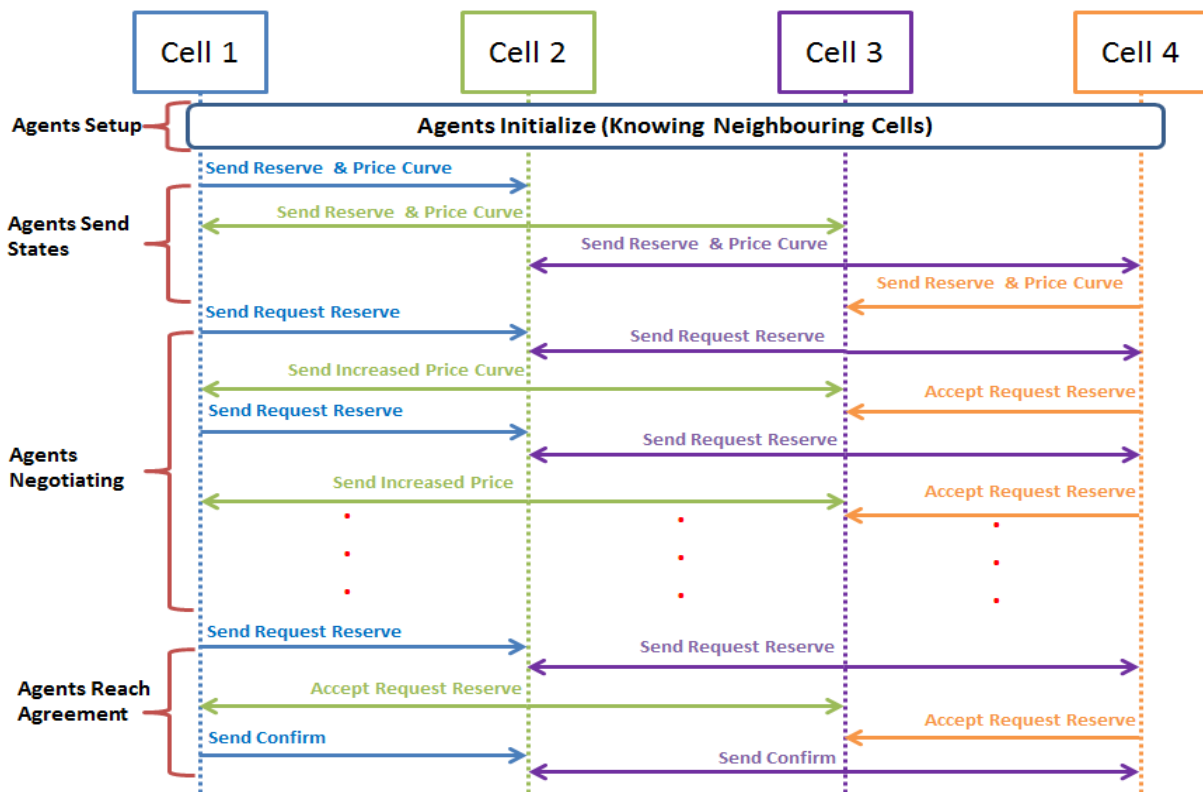 Cell 1
Cell 2
Cell 3
Cell 4
Agents Setup
Agents Initialize (Knowing Neighbouring Cells)
Send Reserve & Price Curve
Agents Send
States
Send Reserve & Price Curve
Send Reserve & Price Curve
Send Reserve & Price Curve
Send Request Reserve
Send Request Reserve
Send Increased Price Curve
Accept Request Reserve
Send Request Reserve
Send Request Reserve
Agents
Negotiating
Send Increased Price
Accept Request Reserve
Send Request Reserve
Send Request Reserve
Agents Reach
Agreement
Accept Request Reserve
Accept Request Reserve
Send Confirm
Send Confirm